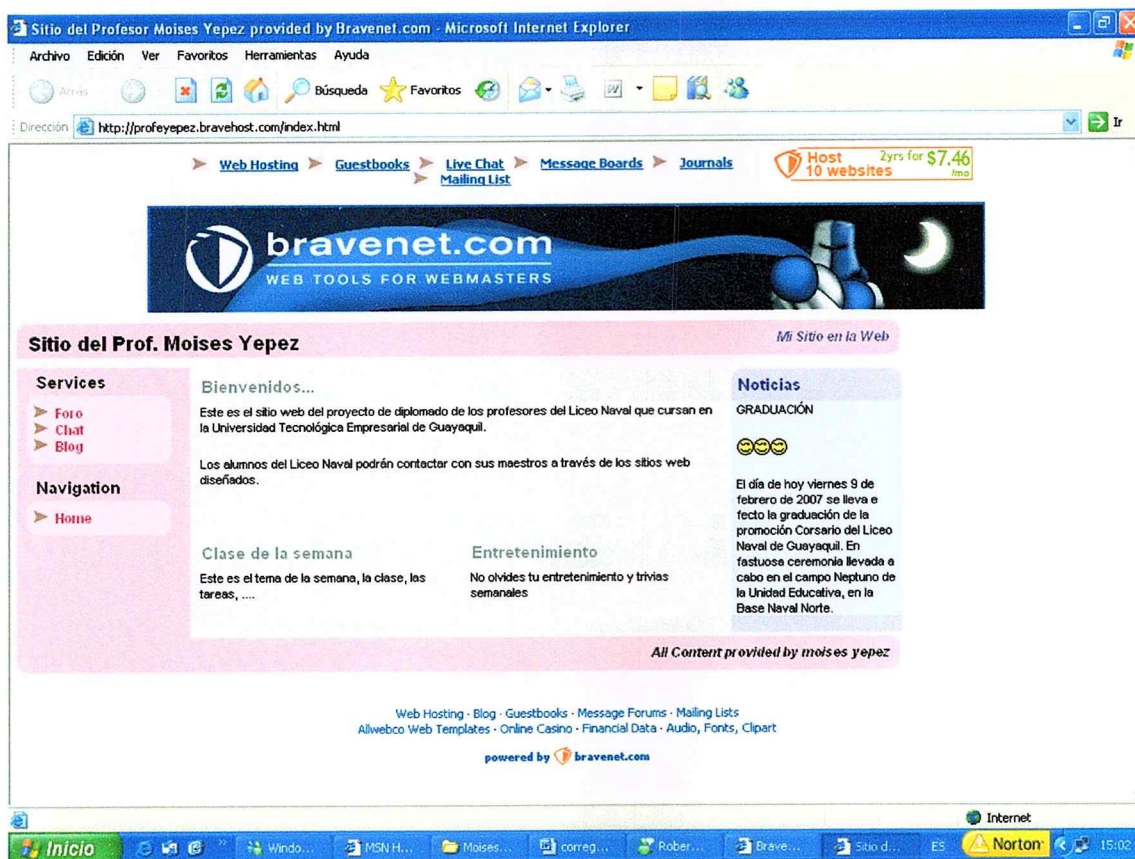 Sitio del Profesor Moises Yepez provided by Bravenet.com - Microsoft Internet Explorer
Archivo Edición Ver Favoritos Herramientas Ayuda
Atrás Búsqueda Favoritos
Dirección http://profeyepez.bravehost.com/index.html Ir
Web Hosting Guestbooks Live Chat Message Boards Journals
Mailing List
Host 2yrs for $7.46
10 websites /mo
bravenet.com
WEB TOOLS FOR WEBMASTERS
Sitio del Prof. Moises Yepez
Mi Sitio en la Web
Services
Foro
Chat
Blog
Navigation
Home
Bienvenidos...
Este es el sitio web del proyecto de diplomado de los profesores del Liceo Naval que cursan en
la Universidad Tecnológica Empresarial de Guayaquil.
Los alumnos del Liceo Naval podrán contactar con sus maestros a través de los sitios web
diseñados.
Clase de la semana
Este es el tema de la semana, la clase, las
tareas, ....
Entretenimiento
No olvides tu entretenimiento y trivias
semanales
Noticias
GRADUACIÓN
El día de hoy viernes 9 de
febrero de 2007 se lleva e
fecto la graduación de la
promoción Corsario del Liceo
Naval de Guayaquil. En
fastuosa ceremonia llevada a
cabo en el campo Neptuno de
la Unidad Educativa, en la
Base Naval Norte.
All Content provided by moises yepez
Web Hosting · Blog · Guestbooks · Message Forums · Mailing Lists
Allwebco Web Templates · Online Casino · Financial Data · Audio, Fonts, Clipart
powered by bravenet.com
Internet
Inicio Windo... MSN H... Moises... correg... Rober... Brave... Sitio d... ES Norton 15:02